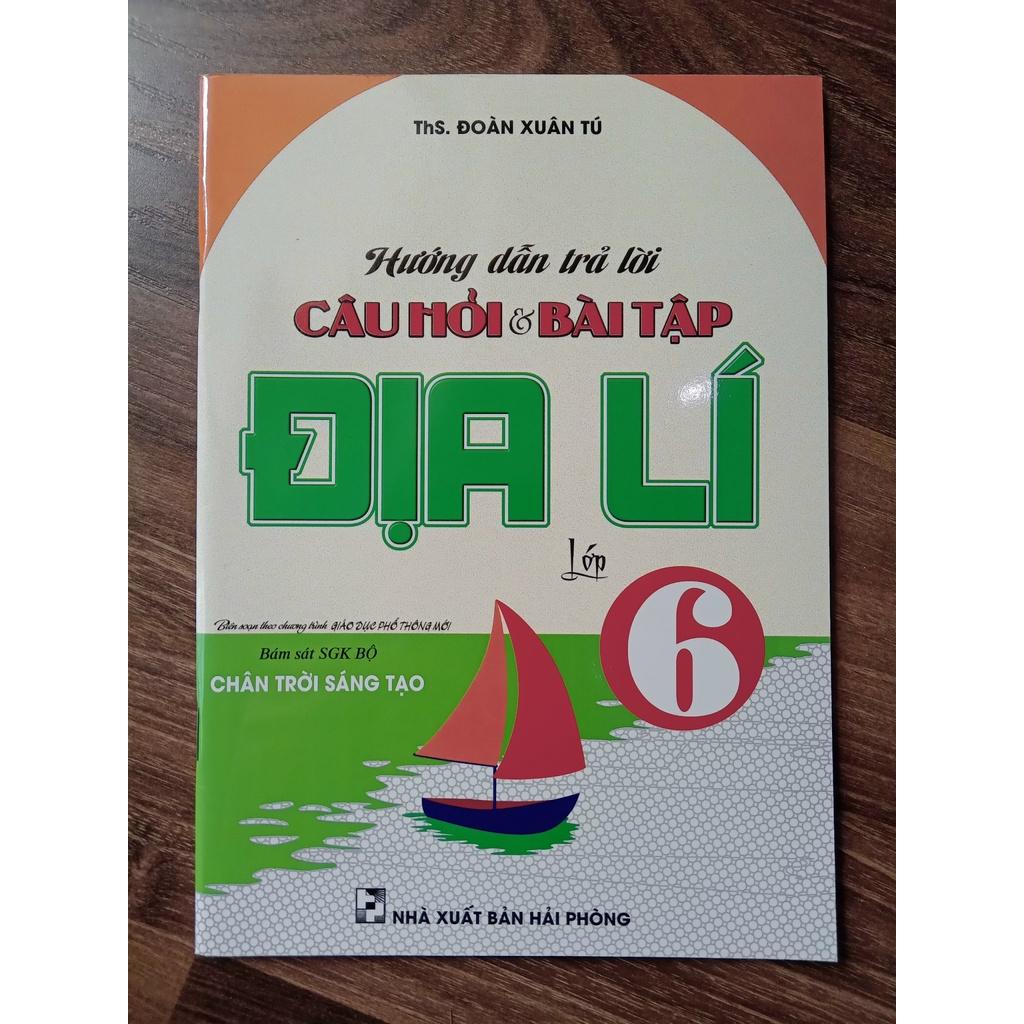 ThS. ĐOÀN XUÂN TÚ
Hướng dẫn trả lời
CÂU HỎI & BÀI TẬP
ĐỊA LÍ
Lớp
6
Biên soạn theo chương trình GIÁO DỤC PHỔ THÔNG MỚI
Bám sát SGK BỘ
CHÂN TRỜI SÁNG TẠO
NHÀ XUẤT BẢN HẢI PHÒNG